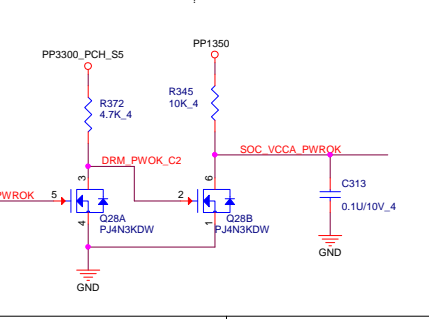 PP1350
PP3300_PCH_S5
R372
4.7K_4
R345
10K_4
DRM_PWOK_C2
SOC_VCCA_PWROK
PWROK
5
3
4
2
6
1
Q28A
PJ4N3KDW
Q28B
PJ4N3KDW
C313
0.1U/10V_4
GND
GND